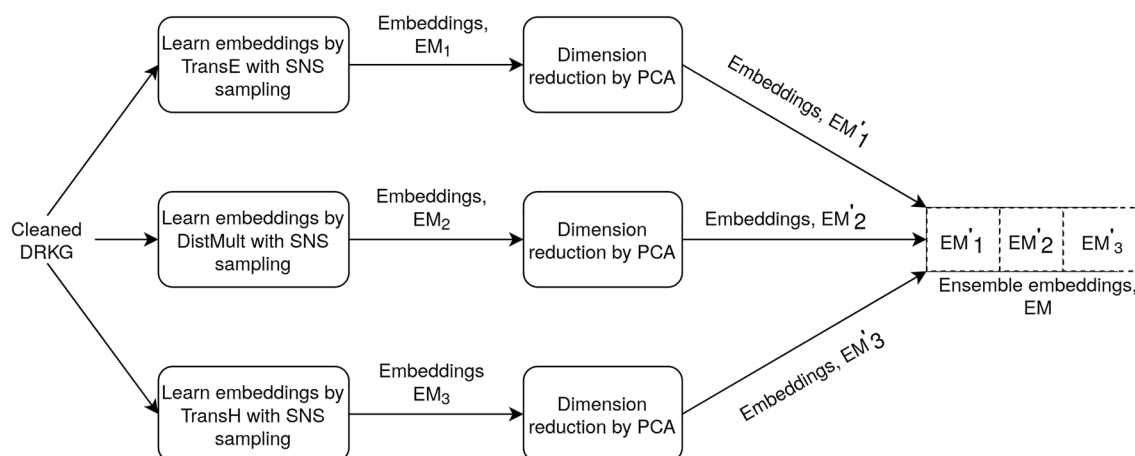 Cleaned
DRKG
Learn embeddings by
TransE with SNS
sampling
Embeddings,
EM₁
Dimension
reduction by PCA
Embeddings, EM'₁
Learn embeddings by
DistMult with SNS
sampling
Embeddings,
EM₂
Dimension
reduction by PCA
Embeddings, EM'₂
Learn embeddings by
TransH with SNS
sampling
Embeddings
EM₃
Dimension
reduction by PCA
Embeddings, EM'₃
EM'₁ EM'₂ EM'₃
Ensemble embeddings,
EM